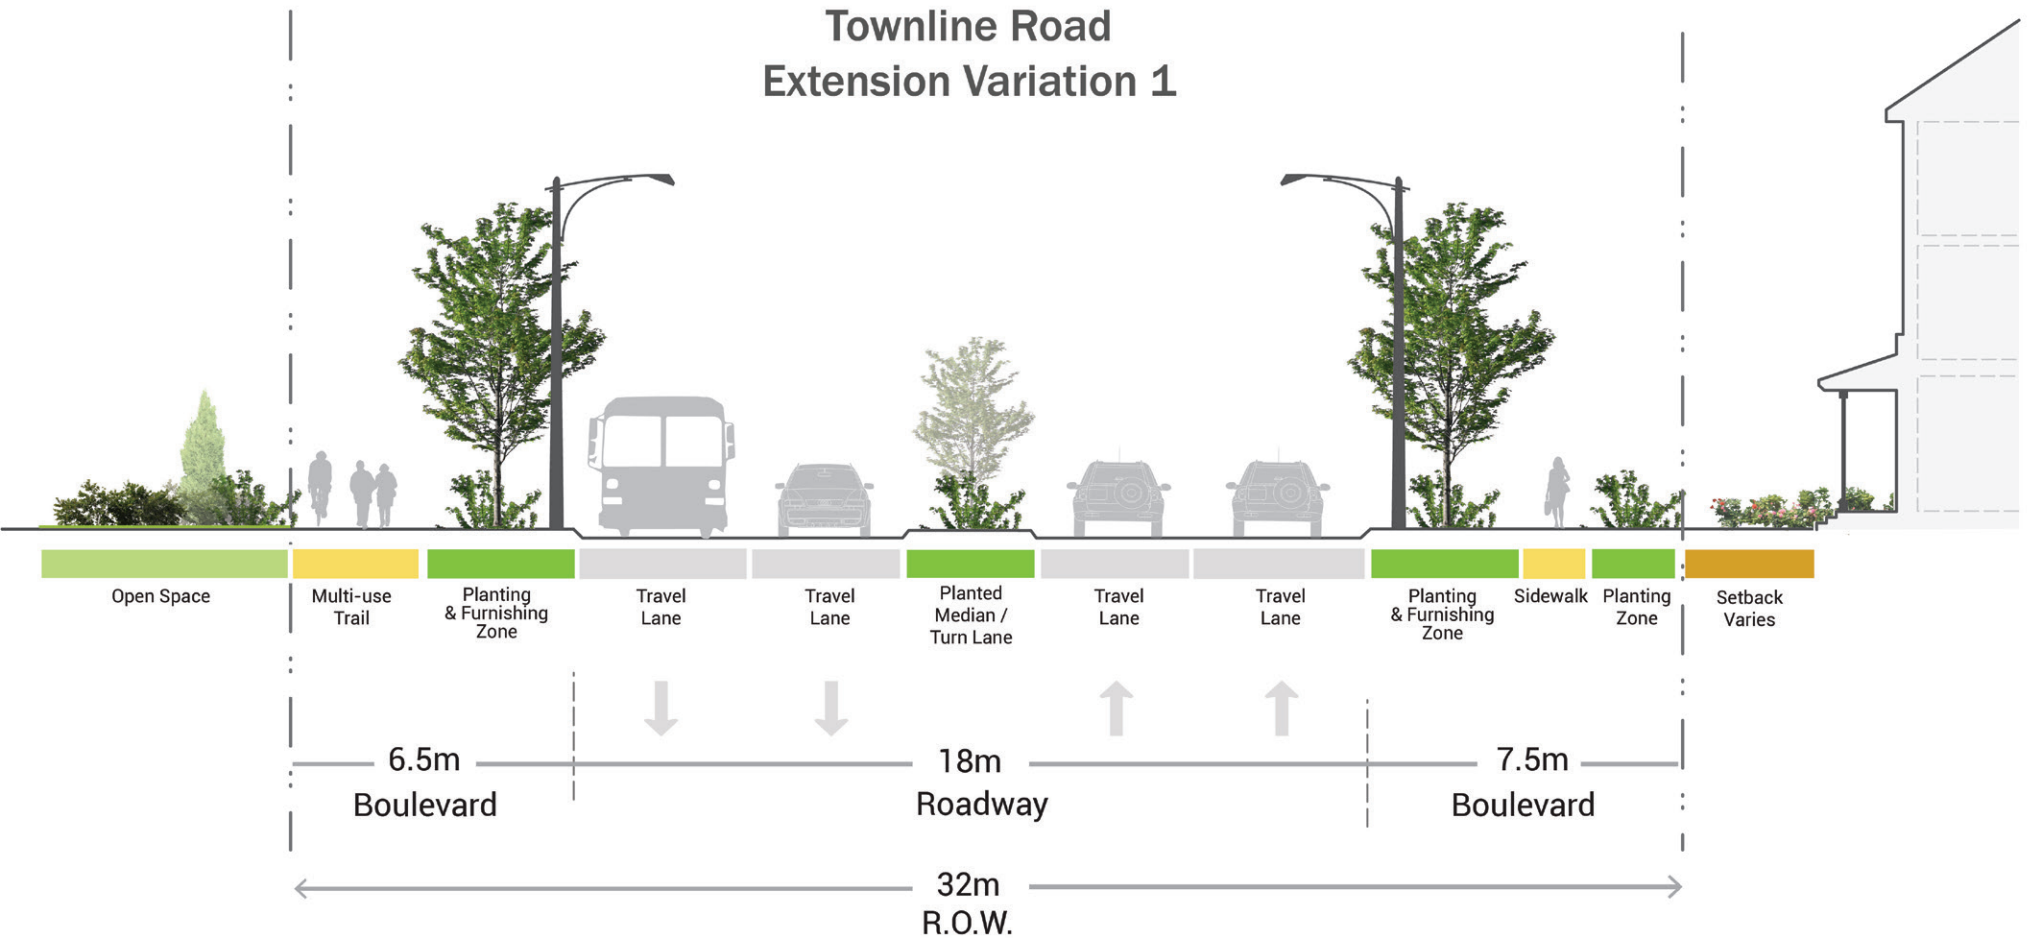 Townline Road
Extension Variation 1
Open Space
Multi-use
Trail
Planting
& Furnishing
Zone
Travel
Lane
Travel
Lane
Planted
Median /
Turn Lane
Travel
Lane
Travel
Lane
Planting
& Furnishing
Zone
Sidewalk
Planting
Zone
Setback
Varies
6.5m
Boulevard
18m
Roadway
7.5m
Boulevard
32m
R.O.W.